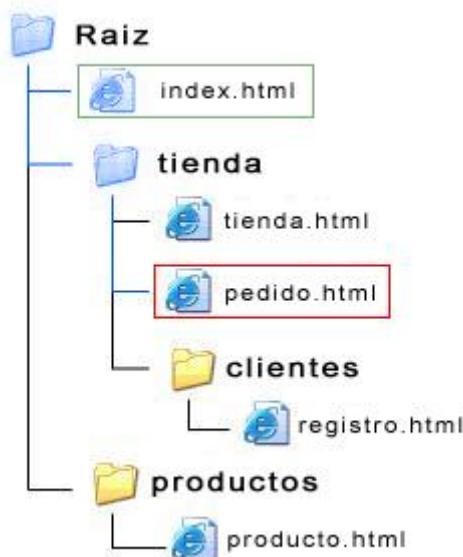 Raiz
index.html
tienda
tienda.html
pedido.html
clientes
registro.html
productos
producto.html